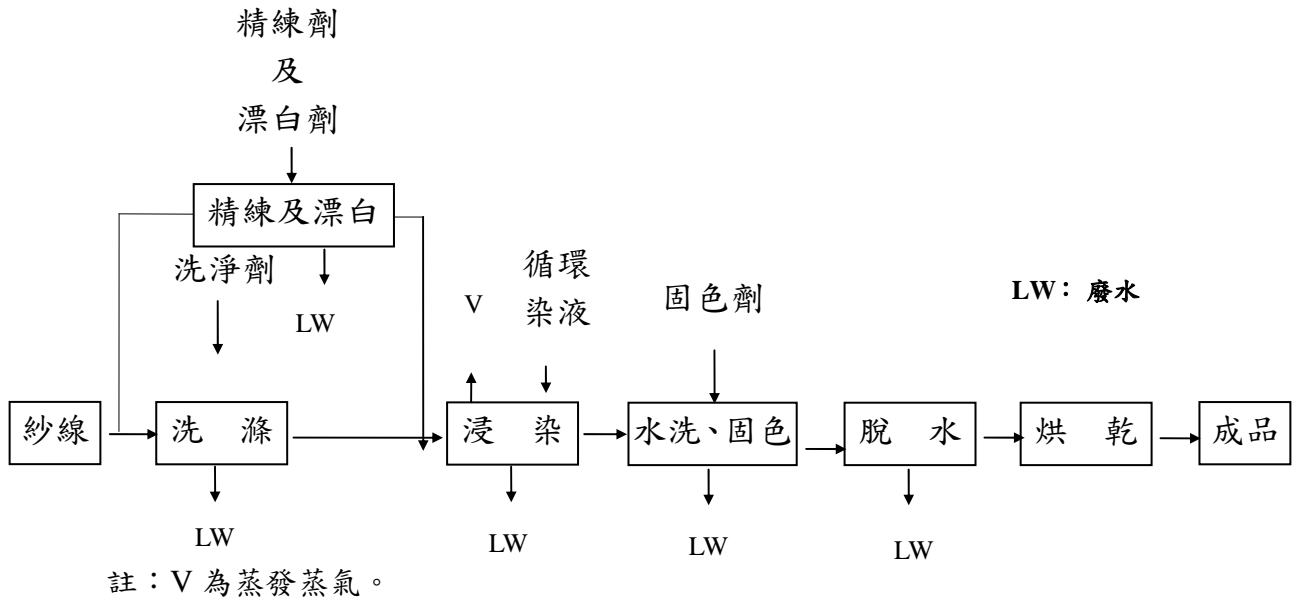 精練劑
及
漂白劑
精練及漂白
洗淨劑
LW
V
循環
染液
固色劑
LW：廢水
紗線
洗 滌
浸 染
水洗、固色
脫 水
烘 乾
成品
LW
LW
LW
LW
註：V 為蒸發蒸氣。